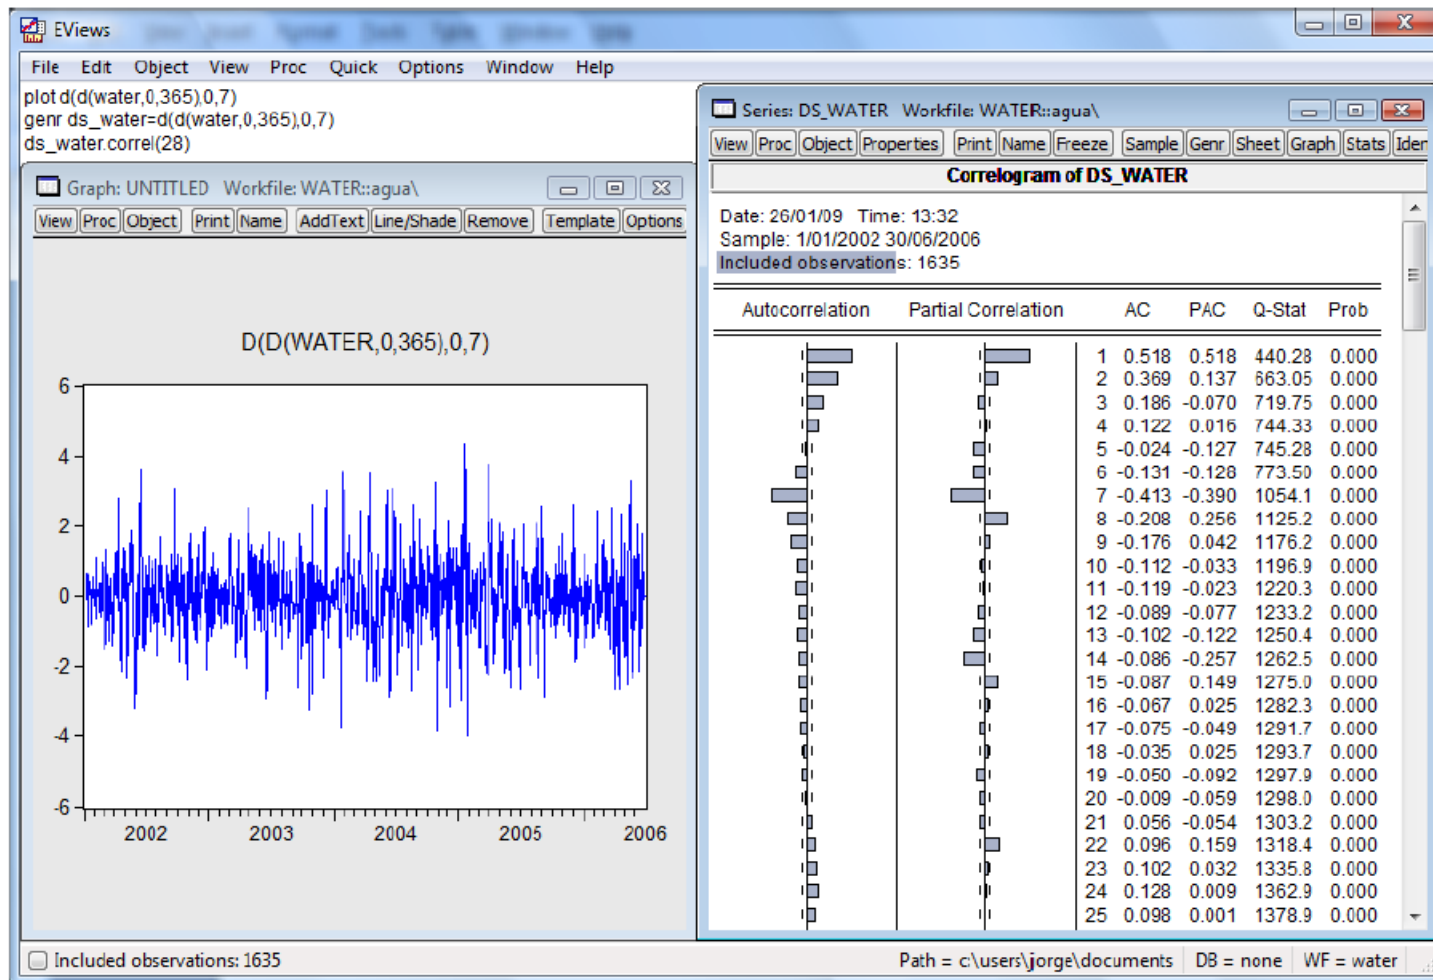 EViews
File Edit Object View Proc Quick Options Window Help
plot d(d(water,0,365),0,7)
genr ds_water=d(d(water,0,365),0,7)
ds_water.correl(28)
Graph: UNTITLED Workfile: WATER::agua\
View Proc Object Print Name AddText Line/Shade Remove Template Options
D(D(WATER,0,365),0,7)
6
4
2
0
-2
-4
-6
2002 2003 2004 2005 2006
Series: DS_WATER Workfile: WATER::agua\
View Proc Object Properties Print Name Freeze Sample Genr Sheet Graph Stats Iden
Correlogram of DS_WATER
Date: 26/01/09 Time: 13:32
Sample: 1/01/2002 30/06/2006
Included observations: 1635
Autocorrelation Partial Correlation AC PAC Q-Stat Prob
1 0.518 0.518 440.28 0.000
2 0.369 0.137 663.05 0.000
3 0.186 -0.070 719.75 0.000
4 0.122 0.016 744.33 0.000
5 -0.024 -0.127 745.28 0.000
6 -0.131 -0.128 773.50 0.000
7 -0.413 -0.390 1054.1 0.000
8 -0.208 0.256 1125.2 0.000
9 -0.176 0.042 1176.2 0.000
10 -0.112 -0.033 1196.9 0.000
11 -0.119 -0.023 1220.3 0.000
12 -0.089 -0.077 1233.2 0.000
13 -0.102 -0.122 1250.4 0.000
14 -0.086 -0.257 1262.5 0.000
15 -0.087 0.149 1275.0 0.000
16 -0.067 0.025 1282.3 0.000
17 -0.075 -0.049 1291.7 0.000
18 -0.035 0.025 1293.7 0.000
19 -0.050 -0.092 1297.9 0.000
20 -0.009 -0.059 1298.0 0.000
21 0.056 -0.054 1303.2 0.000
22 0.096 0.159 1318.4 0.000
23 0.102 0.032 1335.8 0.000
24 0.128 0.009 1362.9 0.000
25 0.098 0.001 1378.9 0.000
Included observations: 1635
Path = c:\users\jorge\documents DB = none WF = water